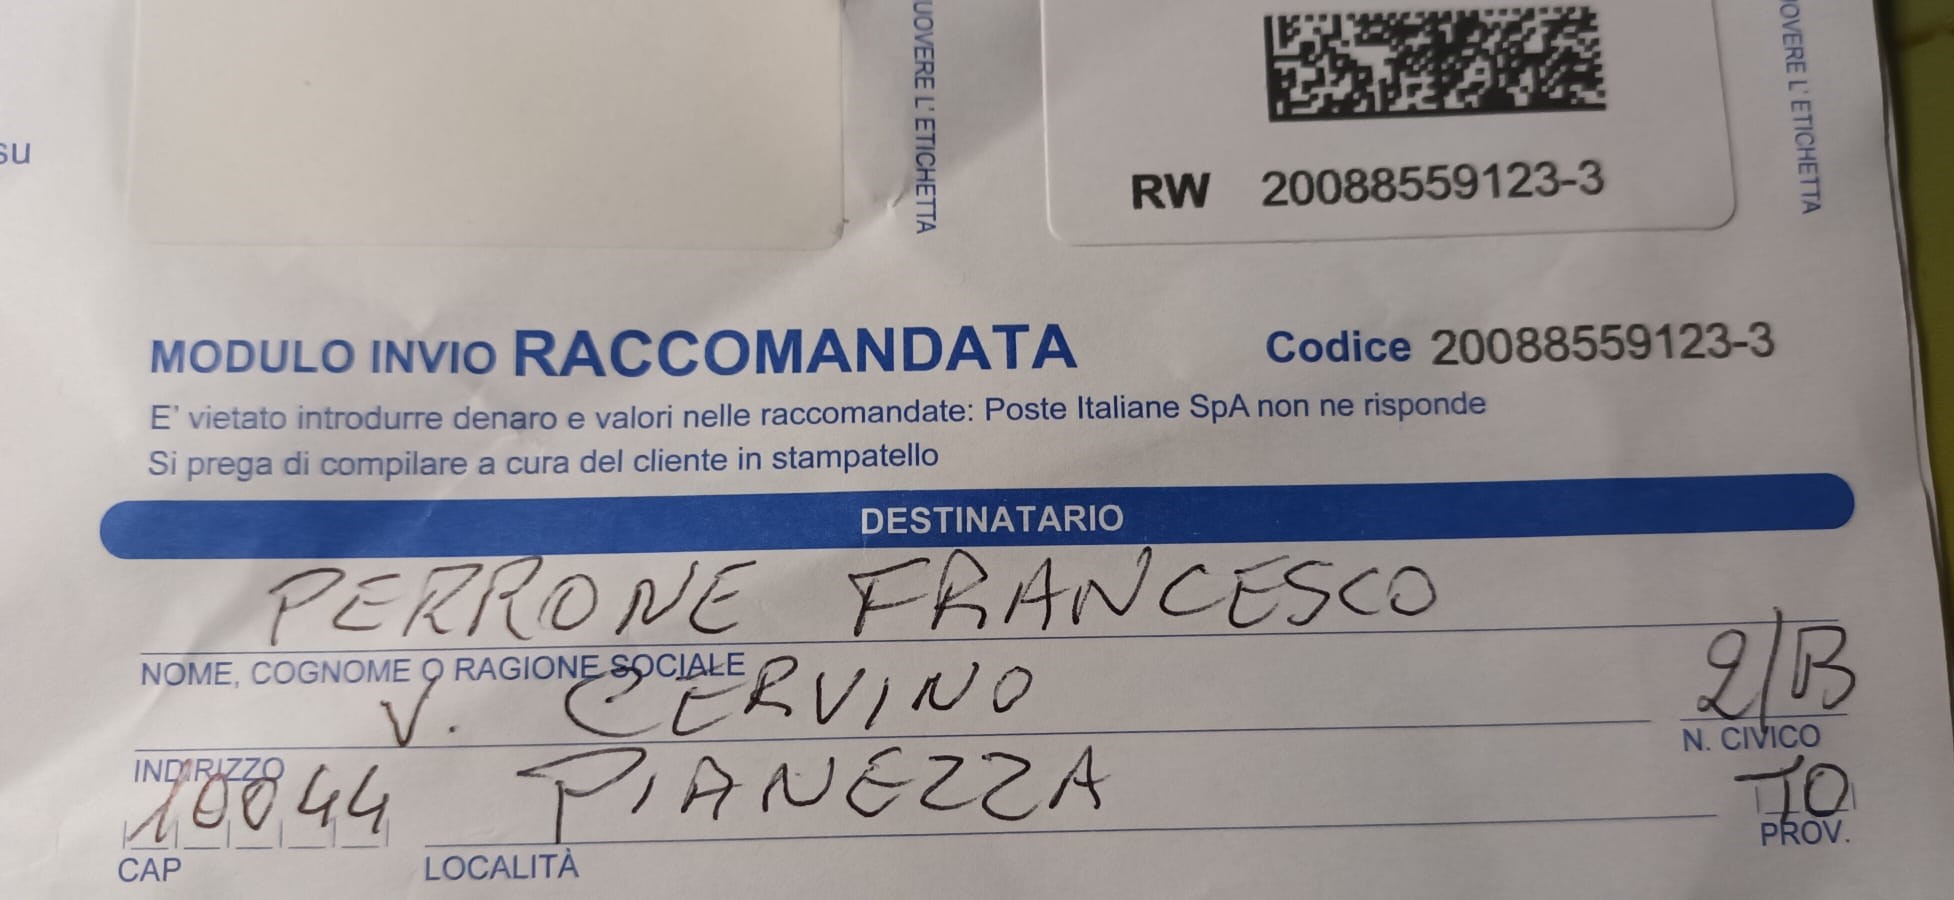 su
UOVERE L' ETICHETTA
OVERE L' ETICHETTA
RW 20088559123-3
MODULO INVIO RACCOMANDATA Codice 20088559123-3
E' vietato introdurre denaro e valori nelle raccomandate: Poste Italiane SpA non ne risponde
Si prega di compilare a cura del cliente in stampatello
DESTINATARIO
PERRONE FRANCESCO
NOME, COGNOME O RAGIONE SOCIALE
V. CERVINO 2/B
INDIRIZZO N. CIVICO
10044 PIANEZZA TO
CAP LOCALITÀ PROV.